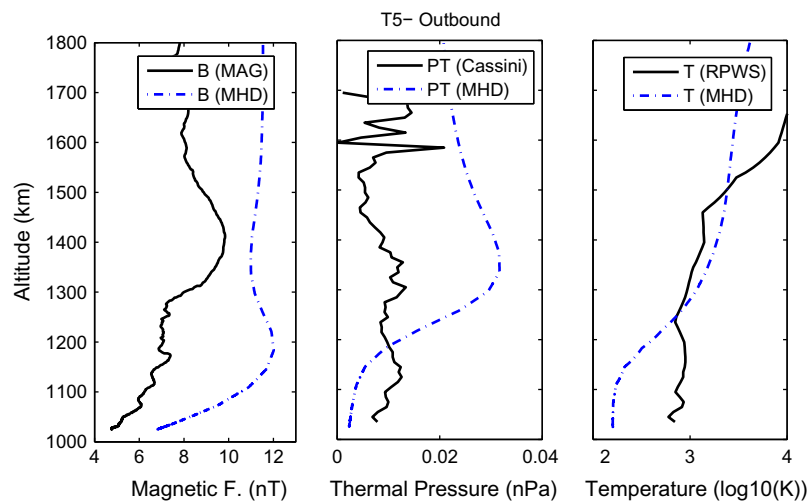 T5− Outbound
1800
1700
1600
1500
1400
1300
1200
1100
1000
Altitude (km)
B (MAG)
B (MHD)
4 6 8 10 12
Magnetic F. (nT)
PT (Cassini)
PT (MHD)
0 0.02 0.04
Thermal Pressure (nPa)
T (RPWS)
T (MHD)
2 3 4
Temperature (log10(K))